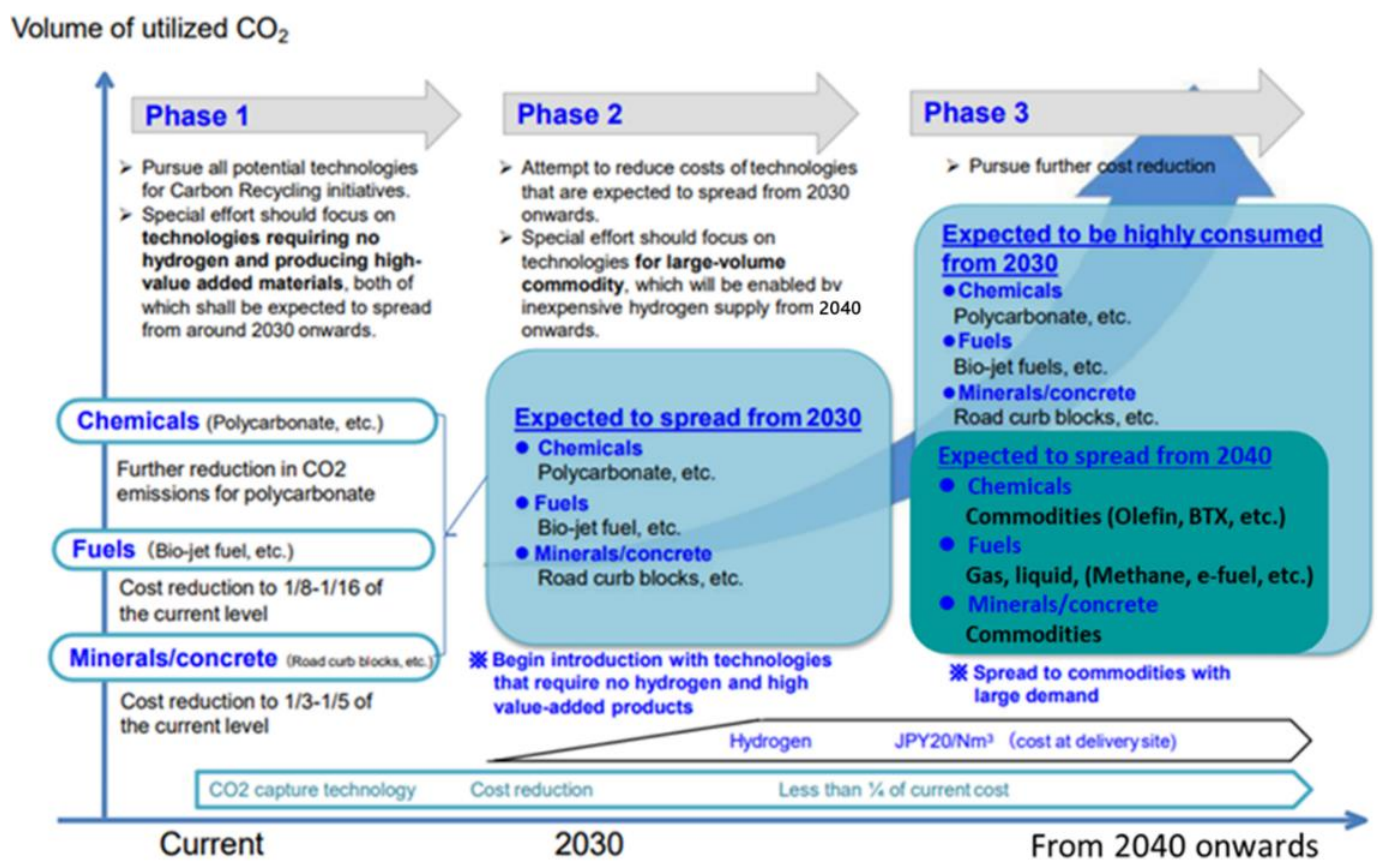 Volume of utilized CO₂
Phase 1
➢ Pursue all potential technologies
for Carbon Recycling initiatives.
➢ Special effort should focus on
technologies requiring no
hydrogen and producing high-
value added materials, both of
which shall be expected to spread
from around 2030 onwards.
Chemicals (Polycarbonate, etc.)
Further reduction in CO2
emissions for polycarbonate
Fuels (Bio-jet fuel, etc.)
Cost reduction to 1/8-1/16 of
the current level
Minerals/concrete (Road curb blocks, etc.)
Cost reduction to 1/3-1/5 of
the current level
Phase 2
➢ Attempt to reduce costs of technologies
that are expected to spread from 2030
onwards.
➢ Special effort should focus on
technologies for large-volume
commodity, which will be enabled by
inexpensive hydrogen supply from 2040
onwards.
Expected to spread from 2030
● Chemicals
Polycarbonate, etc.
● Fuels
Bio-jet fuel, etc.
● Minerals/concrete
Road curb blocks, etc.
※ Begin introduction with technologies
that require no hydrogen and high
value-added products
Phase 3
➢ Pursue further cost reduction
Expected to be highly consumed
from 2030
● Chemicals
Polycarbonate, etc.
● Fuels
Bio-jet fuels, etc.
● Minerals/concrete
Road curb blocks, etc.
Expected to spread from 2040
● Chemicals
Commodities (Olefin, BTX, etc.)
● Fuels
Gas, liquid, (Methane, e-fuel, etc.)
● Minerals/concrete
Commodities
※ Spread to commodities with
large demand
Hydrogen JPY20/Nm³ (cost at delivery site)
CO2 capture technology Cost reduction Less than ¼ of current cost
Current 2030 From 2040 onwards